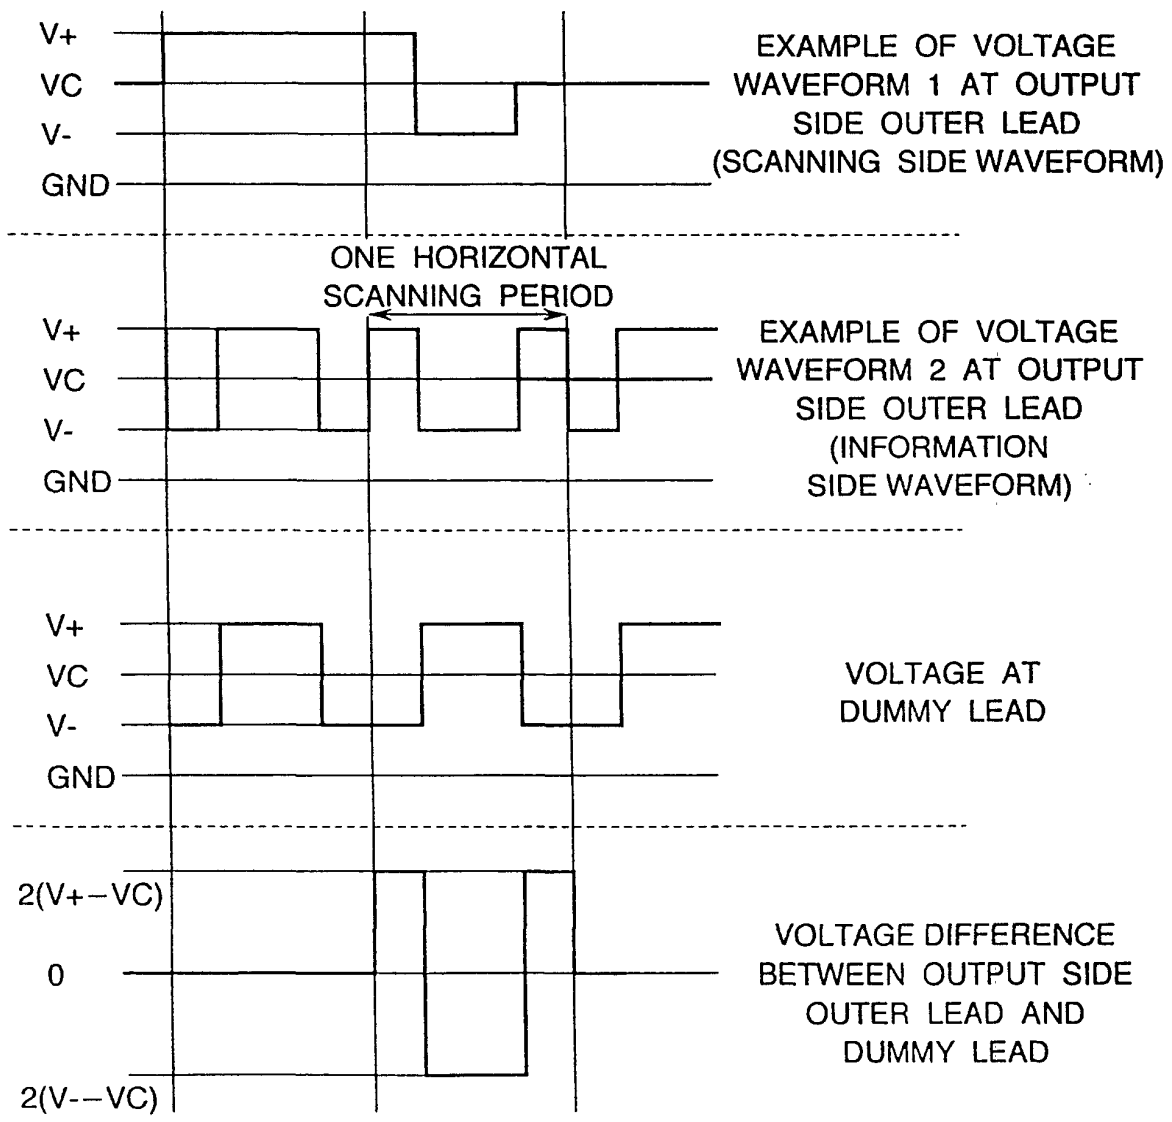 V+
VC
V-
GND
EXAMPLE OF VOLTAGE
WAVEFORM 1 AT OUTPUT
SIDE OUTER LEAD
(SCANNING SIDE WAVEFORM)
ONE HORIZONTAL
SCANNING PERIOD
V+
VC
V-
GND
EXAMPLE OF VOLTAGE
WAVEFORM 2 AT OUTPUT
SIDE OUTER LEAD
(INFORMATION
SIDE WAVEFORM)
V+
VC
V-
GND
VOLTAGE AT
DUMMY LEAD
2(V+−VC)
0
2(V-−VC)
VOLTAGE DIFFERENCE
BETWEEN OUTPUT SIDE
OUTER LEAD AND
DUMMY LEAD